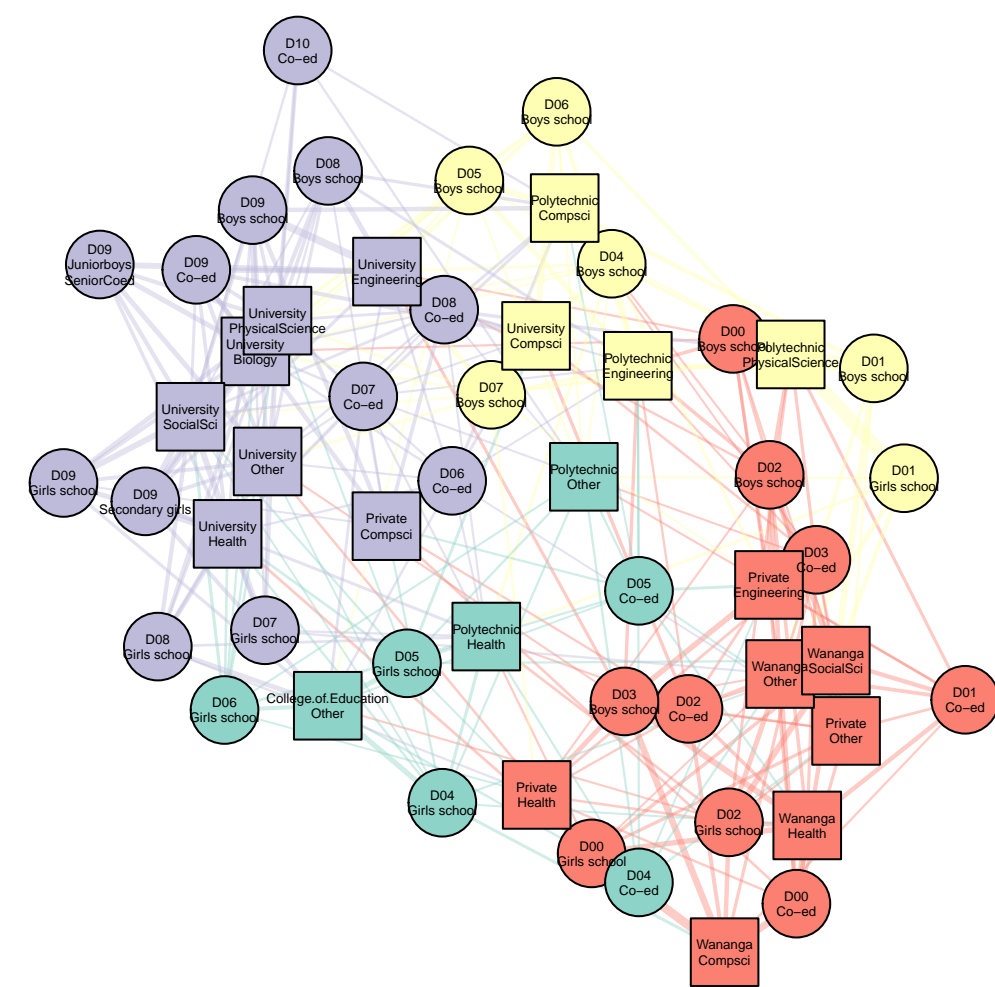 D10
Co–ed
D06
Boys school
D08
Boys school
D05
Boys school
D09
Boys school
Polytechnic
Compsci
D09
Juniorboys
SeniorCoed
D09
Co–ed
University
Engineering
D04
Boys school
D08
Co–ed
University
PhysicalScience
University
Biology
University
Compsci
Polytechnic
Engineering
D00
Boys school
Polytechnic
PhysicalScience
D01
Boys school
D07
Co–ed
D07
Boys school
University
SocialSci
University
Other
D06
Co–ed
Polytechnic
Other
D02
Boys school
D01
Girls school
D09
Girls school
D09
Secondary girls
University
Health
Private
Compsci
D03
Co–ed
D05
Co–ed
Private
Engineering
D08
Girls school
D07
Girls school
Polytechnic
Health
D05
Girls school
Wananga
Other
Wananga
SocialSci
D06
Girls school
College.of.Education
Other
D03
Boys school
D02
Co–ed
D01
Co–ed
Private
Other
D04
Girls school
Private
Health
D02
Girls school
Wananga
Health
D00
Girls school
D04
Co–ed
D00
Co–ed
Wananga
Compsci